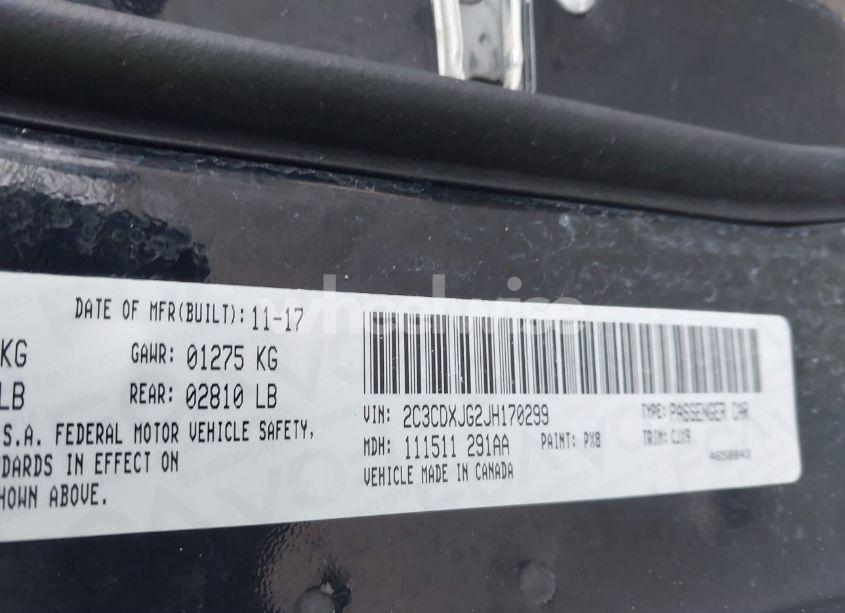 DATE OF MFR(BUILT): 11-17
KG GAWR: 01275 KG
LB REAR: 02810 LB
S.A. FEDERAL MOTOR VEHICLE SAFETY,
DARDS IN EFFECT ON
HOWN ABOVE.
VIN: 2C3CDXJG2JH170299 TYPE: PASSENGER CAR
MDH: 111511 291AA PAINT: PX8 TRIM: CJX9
VEHICLE MADE IN CANADA 4650843
wheelwise